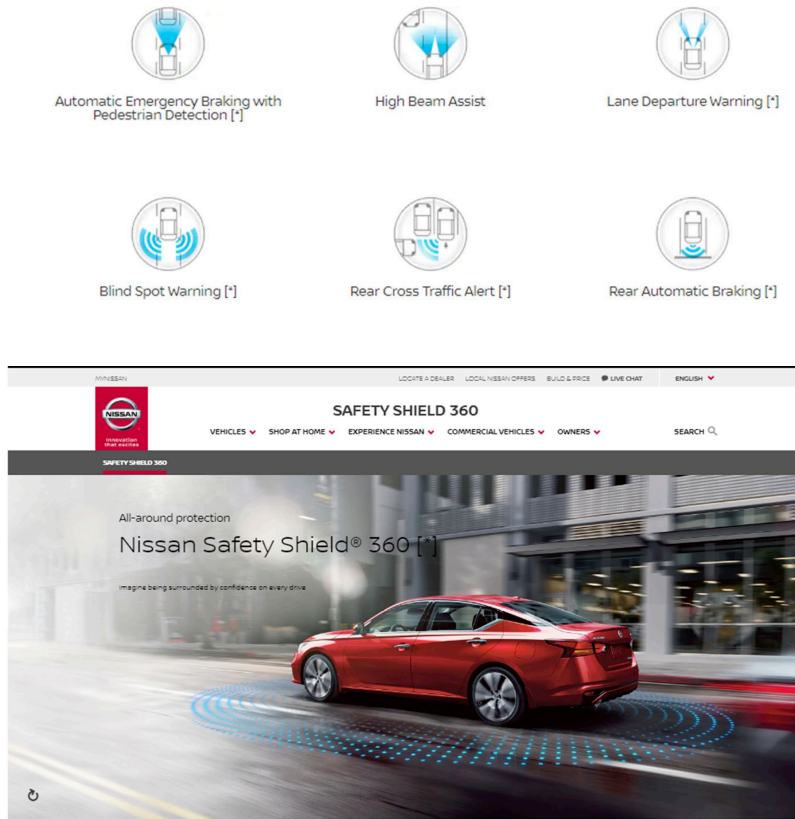 Automatic Emergency Braking with
Pedestrian Detection [*]
High Beam Assist
Lane Departure Warning [*]
Blind Spot Warning [*]
Rear Cross Traffic Alert [*]
Rear Automatic Braking [*]
MYNISSAN
LOCATE A DEALER
LOCAL NISSAN OFFERS
BUILD & PRICE
LIVE CHAT
ENGLISH
NISSAN
Innovation
that excites
SAFETY SHIELD 360
VEHICLES
SHOP AT HOME
EXPERIENCE NISSAN
COMMERCIAL VEHICLES
OWNERS
SEARCH
SAFETY SHIELD 360
All-around protection
Nissan Safety Shield® 360 [*]
Imagine being surrounded by confidence on every drive